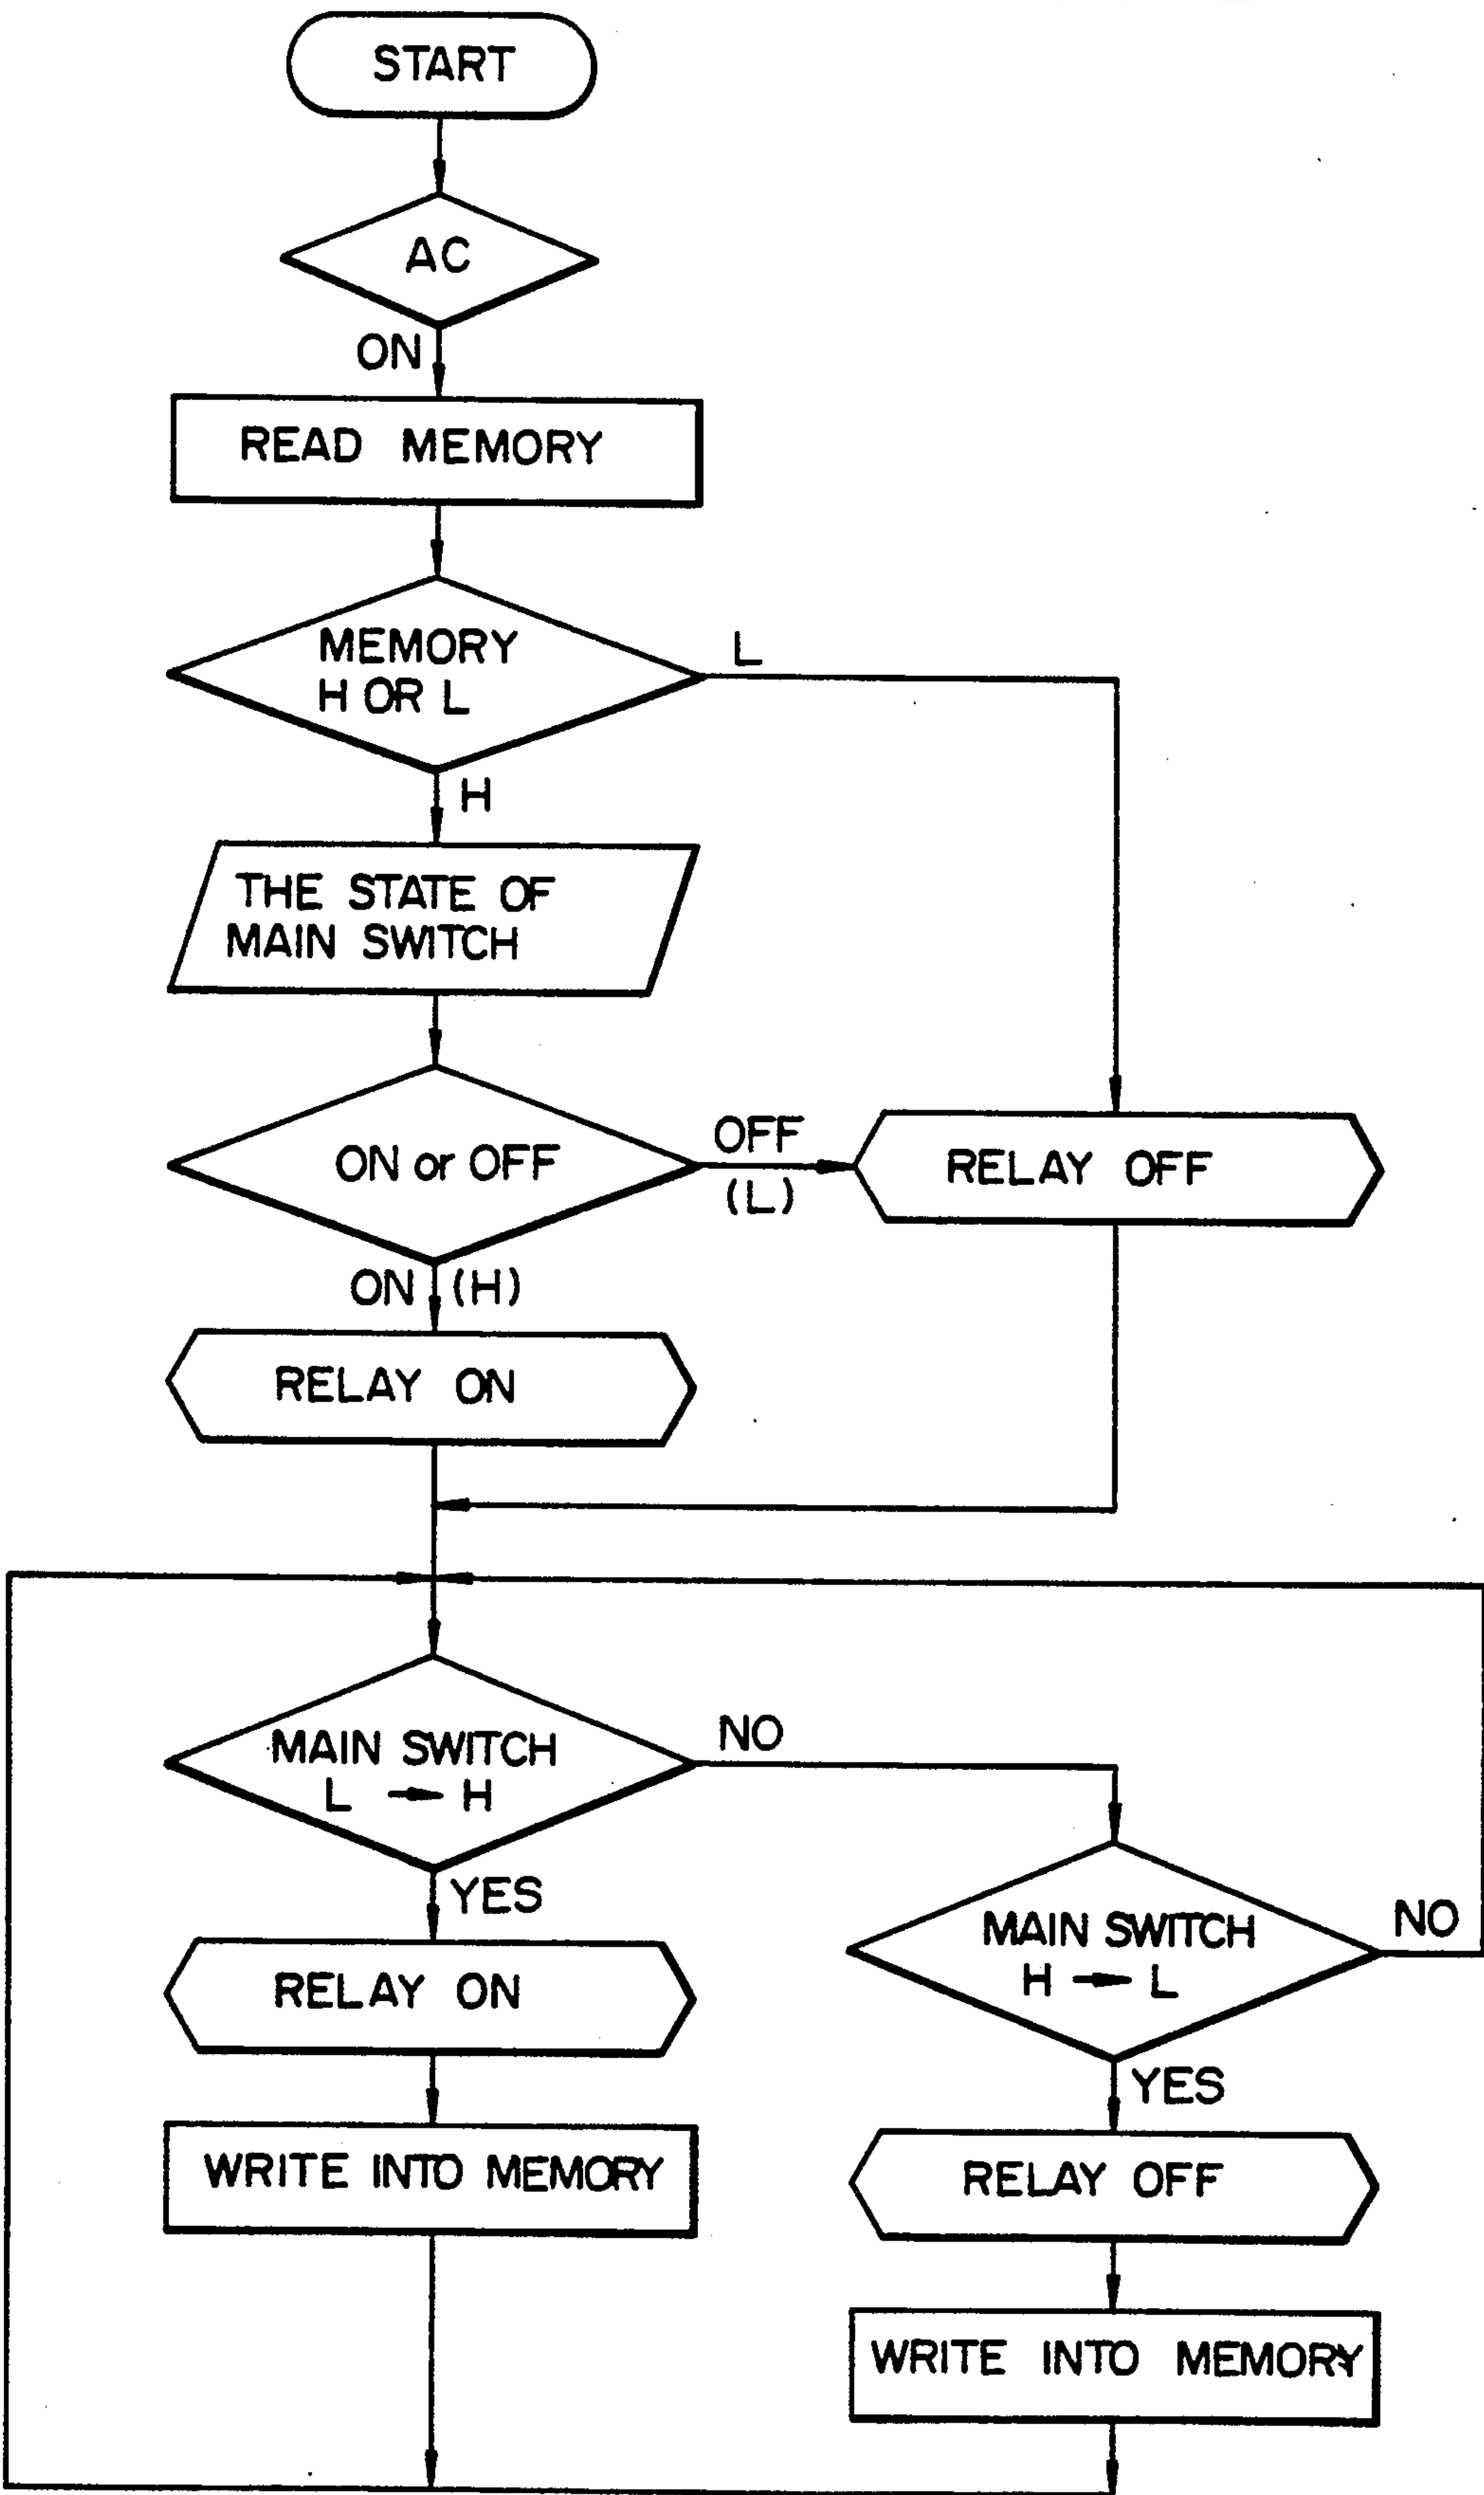 START
AC
ON
READ MEMORY
MEMORY
H OR L
L
H
THE STATE OF
MAIN SWITCH
ON or OFF
OFF
(L)
RELAY OFF
ON (H)
RELAY ON
MAIN SWITCH
L → H
NO
YES
MAIN SWITCH
H → L
NO
RELAY ON
YES
WRITE INTO MEMORY
RELAY OFF
WRITE INTO MEMORY